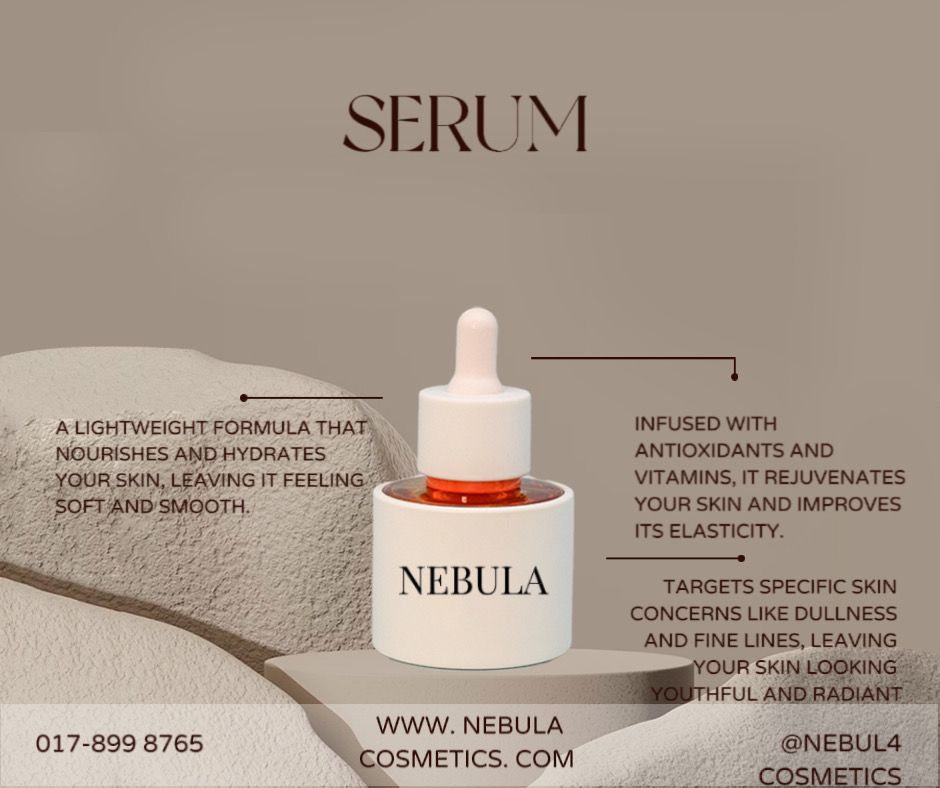 SERUM
A LIGHTWEIGHT FORMULA THAT
NOURISHES AND HYDRATES
YOUR SKIN, LEAVING IT FEELING
SOFT AND SMOOTH.
INFUSED WITH
ANTIOXIDANTS AND
VITAMINS, IT REJUVENATES
YOUR SKIN AND IMPROVES
ITS ELASTICITY.
NEBULA
TARGETS SPECIFIC SKIN
CONCERNS LIKE DULLNESS
AND FINE LINES, LEAVING
YOUR SKIN LOOKING
YOUTHFUL AND RADIANT
017-899 8765
WWW. NEBULA
COSMETICS. COM
@NEBUL4
COSMETICS